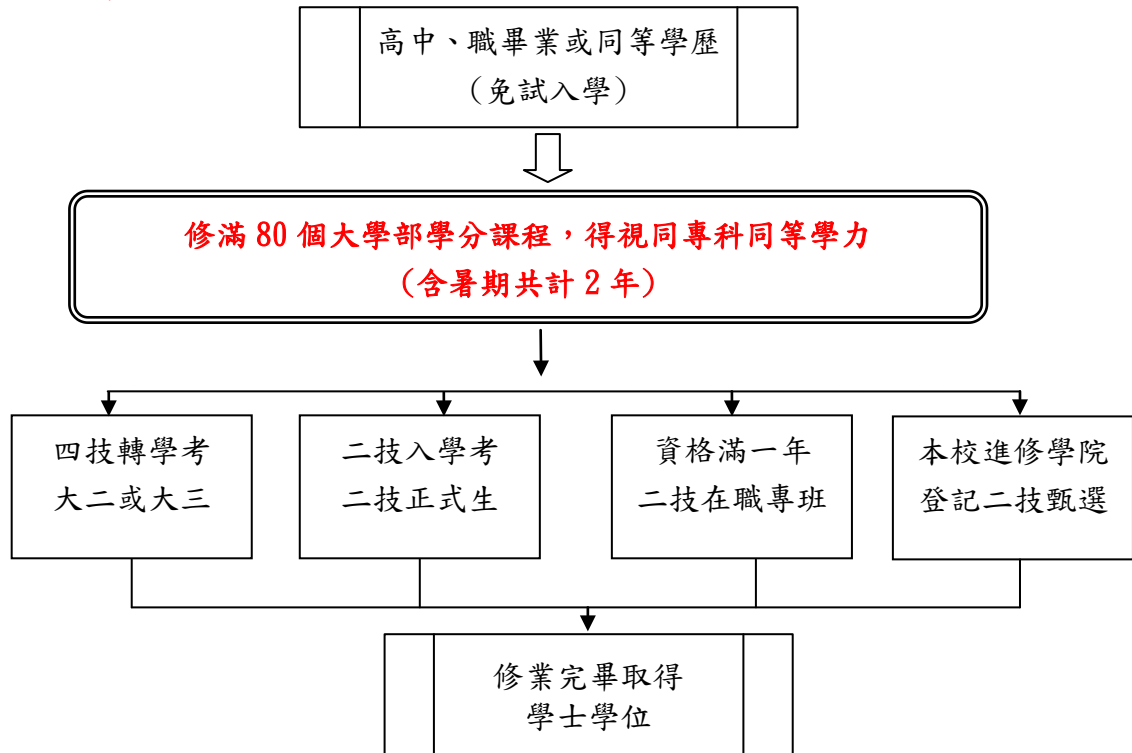 高中、職畢業或同等學歷
(免試入學)
修滿 80 個大學部學分課程，得視同專科同等學力
(含暑期共計 2 年)
四技轉學考
大二或大三
二技入學考
二技正式生
資格滿一年
二技在職專班
本校進修學院
登記二技甄選
修業完畢取得
學士學位